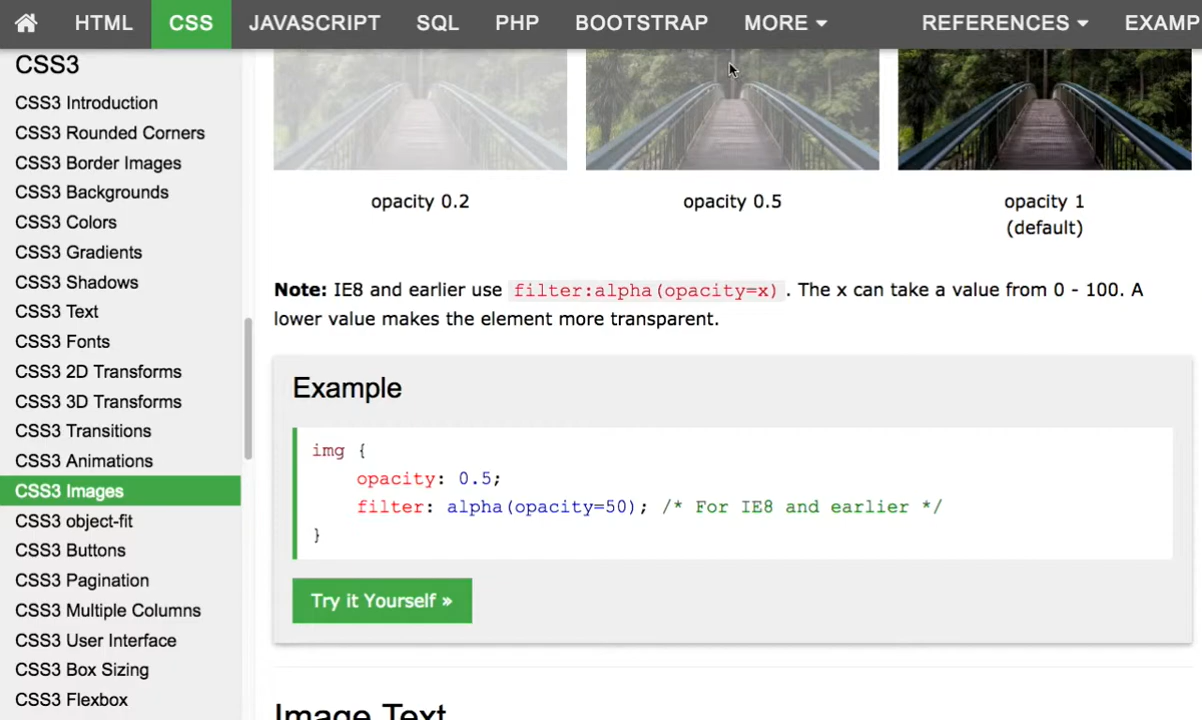 HTML CSS JAVASCRIPT SQL PHP BOOTSTRAP MORE REFERENCES EXAMP
CSS3
CSS3 Introduction
CSS3 Rounded Corners
CSS3 Border Images
CSS3 Backgrounds
CSS3 Colors
CSS3 Gradients
CSS3 Shadows
CSS3 Text
CSS3 Fonts
CSS3 2D Transforms
CSS3 3D Transforms
CSS3 Transitions
CSS3 Animations
CSS3 Images
CSS3 object-fit
CSS3 Buttons
CSS3 Pagination
CSS3 Multiple Columns
CSS3 User Interface
CSS3 Box Sizing
CSS3 Flexbox
opacity 0.2
opacity 0.5
opacity 1
(default)
Note: IE8 and earlier use filter:alpha(opacity=x). The x can take a value from 0 - 100. A
lower value makes the element more transparent.
Example
img {
opacity: 0.5;
filter: alpha(opacity=50); /* For IE8 and earlier */
}
Try it Yourself »
Image Text